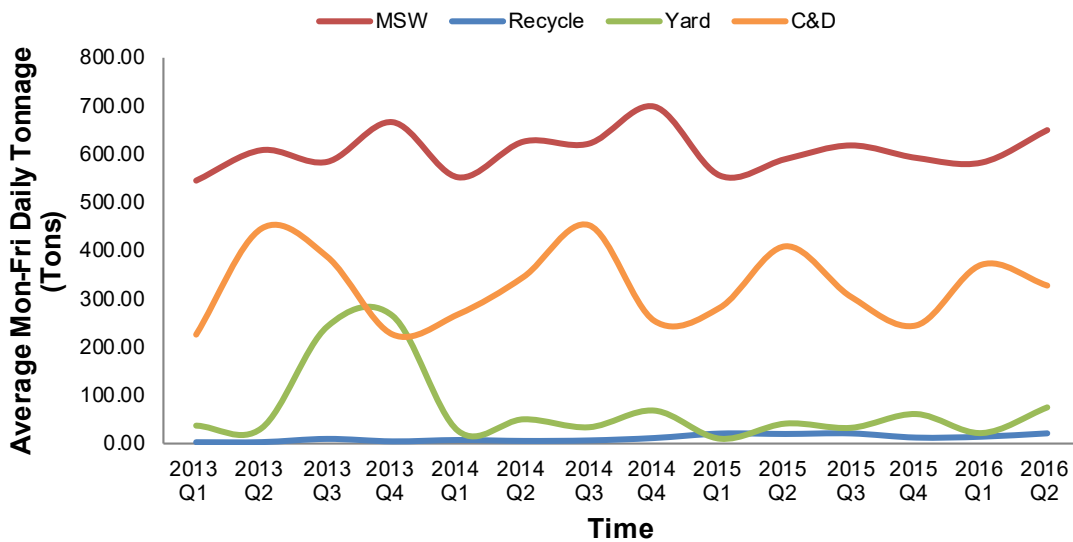 MSW Recycle Yard C&D
800.00
700.00
600.00
500.00
400.00
300.00
200.00
100.00
0.00
Average Mon-Fri Daily Tonnage
(Tons)
2013 2013 2013 2013 2014 2014 2014 2014 2015 2015 2015 2015 2016 2016
Q1 Q2 Q3 Q4 Q1 Q2 Q3 Q4 Q1 Q2 Q3 Q4 Q1 Q2
Time